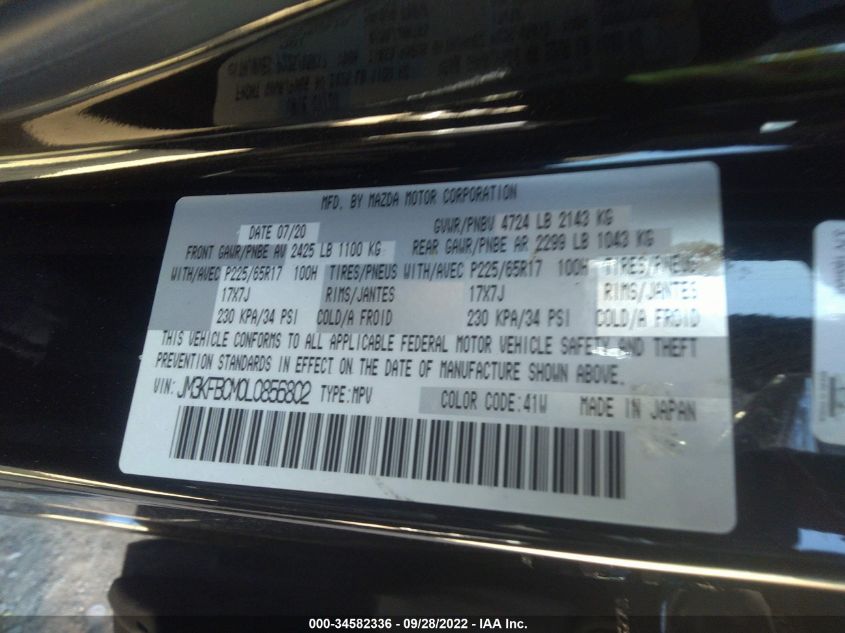 MFD. BY MAZDA MOTOR CORPORATION
DATE 07/20 GVWR/PNBV 4724 LB 2143 KG
FRONT GAWR/PNBE AV 2425 LB 1100 KG REAR GAWR/PNBE AR 2299 LB 1043 KG
WITH/AVEC P225/65R17 100H TIRES/PNEUS WITH/AVEC P225/65R17 100H TIRES/PNEUS
17X7J RIMS/JANTES 17X7J RIMS/JANTES
230 KPA/34 PSI COLD/A FROID 230 KPA/34 PSI COLD/A FROID
THIS VEHICLE CONFORMS TO ALL APPLICABLE FEDERAL MOTOR VEHICLE SAFETY AND THEFT
PREVENTION STANDARDS IN EFFECT ON THE DATE OF MANUFACTURE SHOWN ABOVE.
VIN: JM3KFBCM0L0856802 TYPE:MPV COLOR CODE:41W MADE IN JAPAN
000-34582336 - 09/28/2022 - IAA Inc.